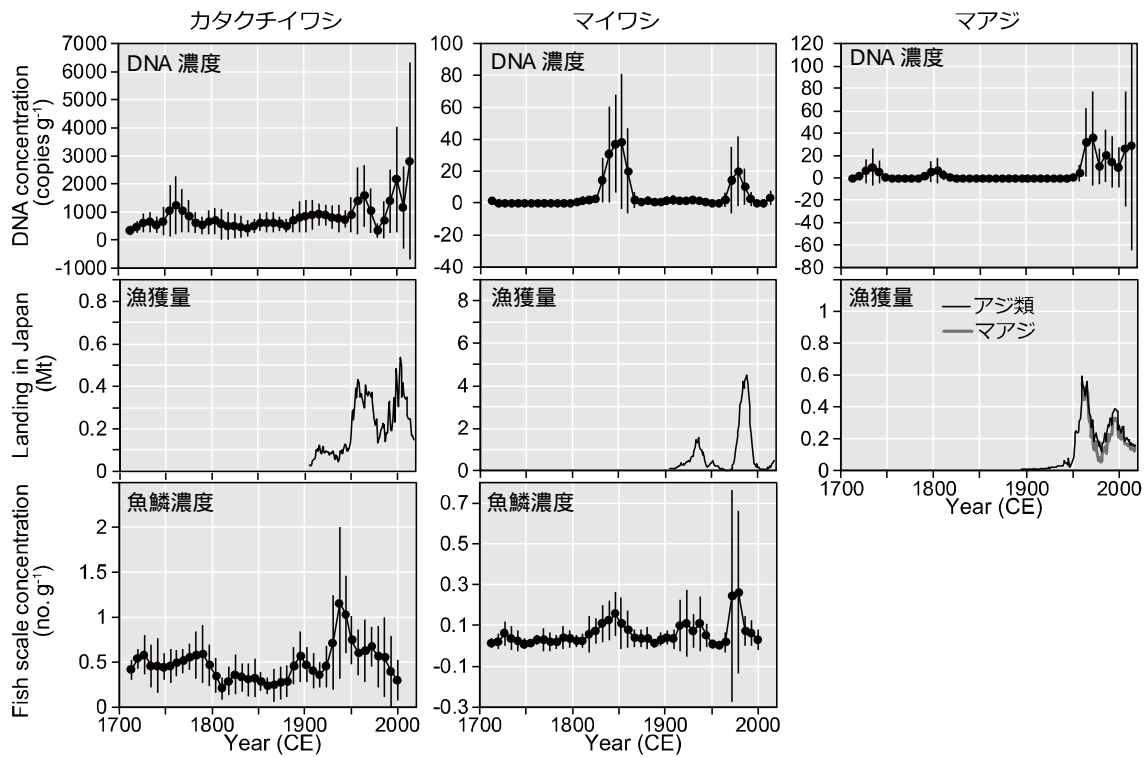 カタクチイワシ
マイワシ
マアジ
DNA concentration
(copies g⁻¹)
DNA 濃度
7000
6000
5000
4000
3000
2000
1000
0
-1000
DNA 濃度
100
80
60
40
20
0
-20
-40
DNA 濃度
120
100
80
60
40
20
0
-20
-40
-60
-80
Landing in Japan
(Mt)
漁獲量
0.8
0.6
0.4
0.2
0
漁獲量
8
6
4
2
0
漁獲量
アジ類
マアジ
1
0.8
0.6
0.4
0.2
0
1700 1800 1900 2000
Year (CE)
Fish scale concentration
(no. g⁻¹)
魚鱗濃度
2
1.5
1
0.5
0
1700 1800 1900 2000
Year (CE)
魚鱗濃度
0.7
0.5
0.3
0.1
-0.1
-0.3
1700 1800 1900 2000
Year (CE)